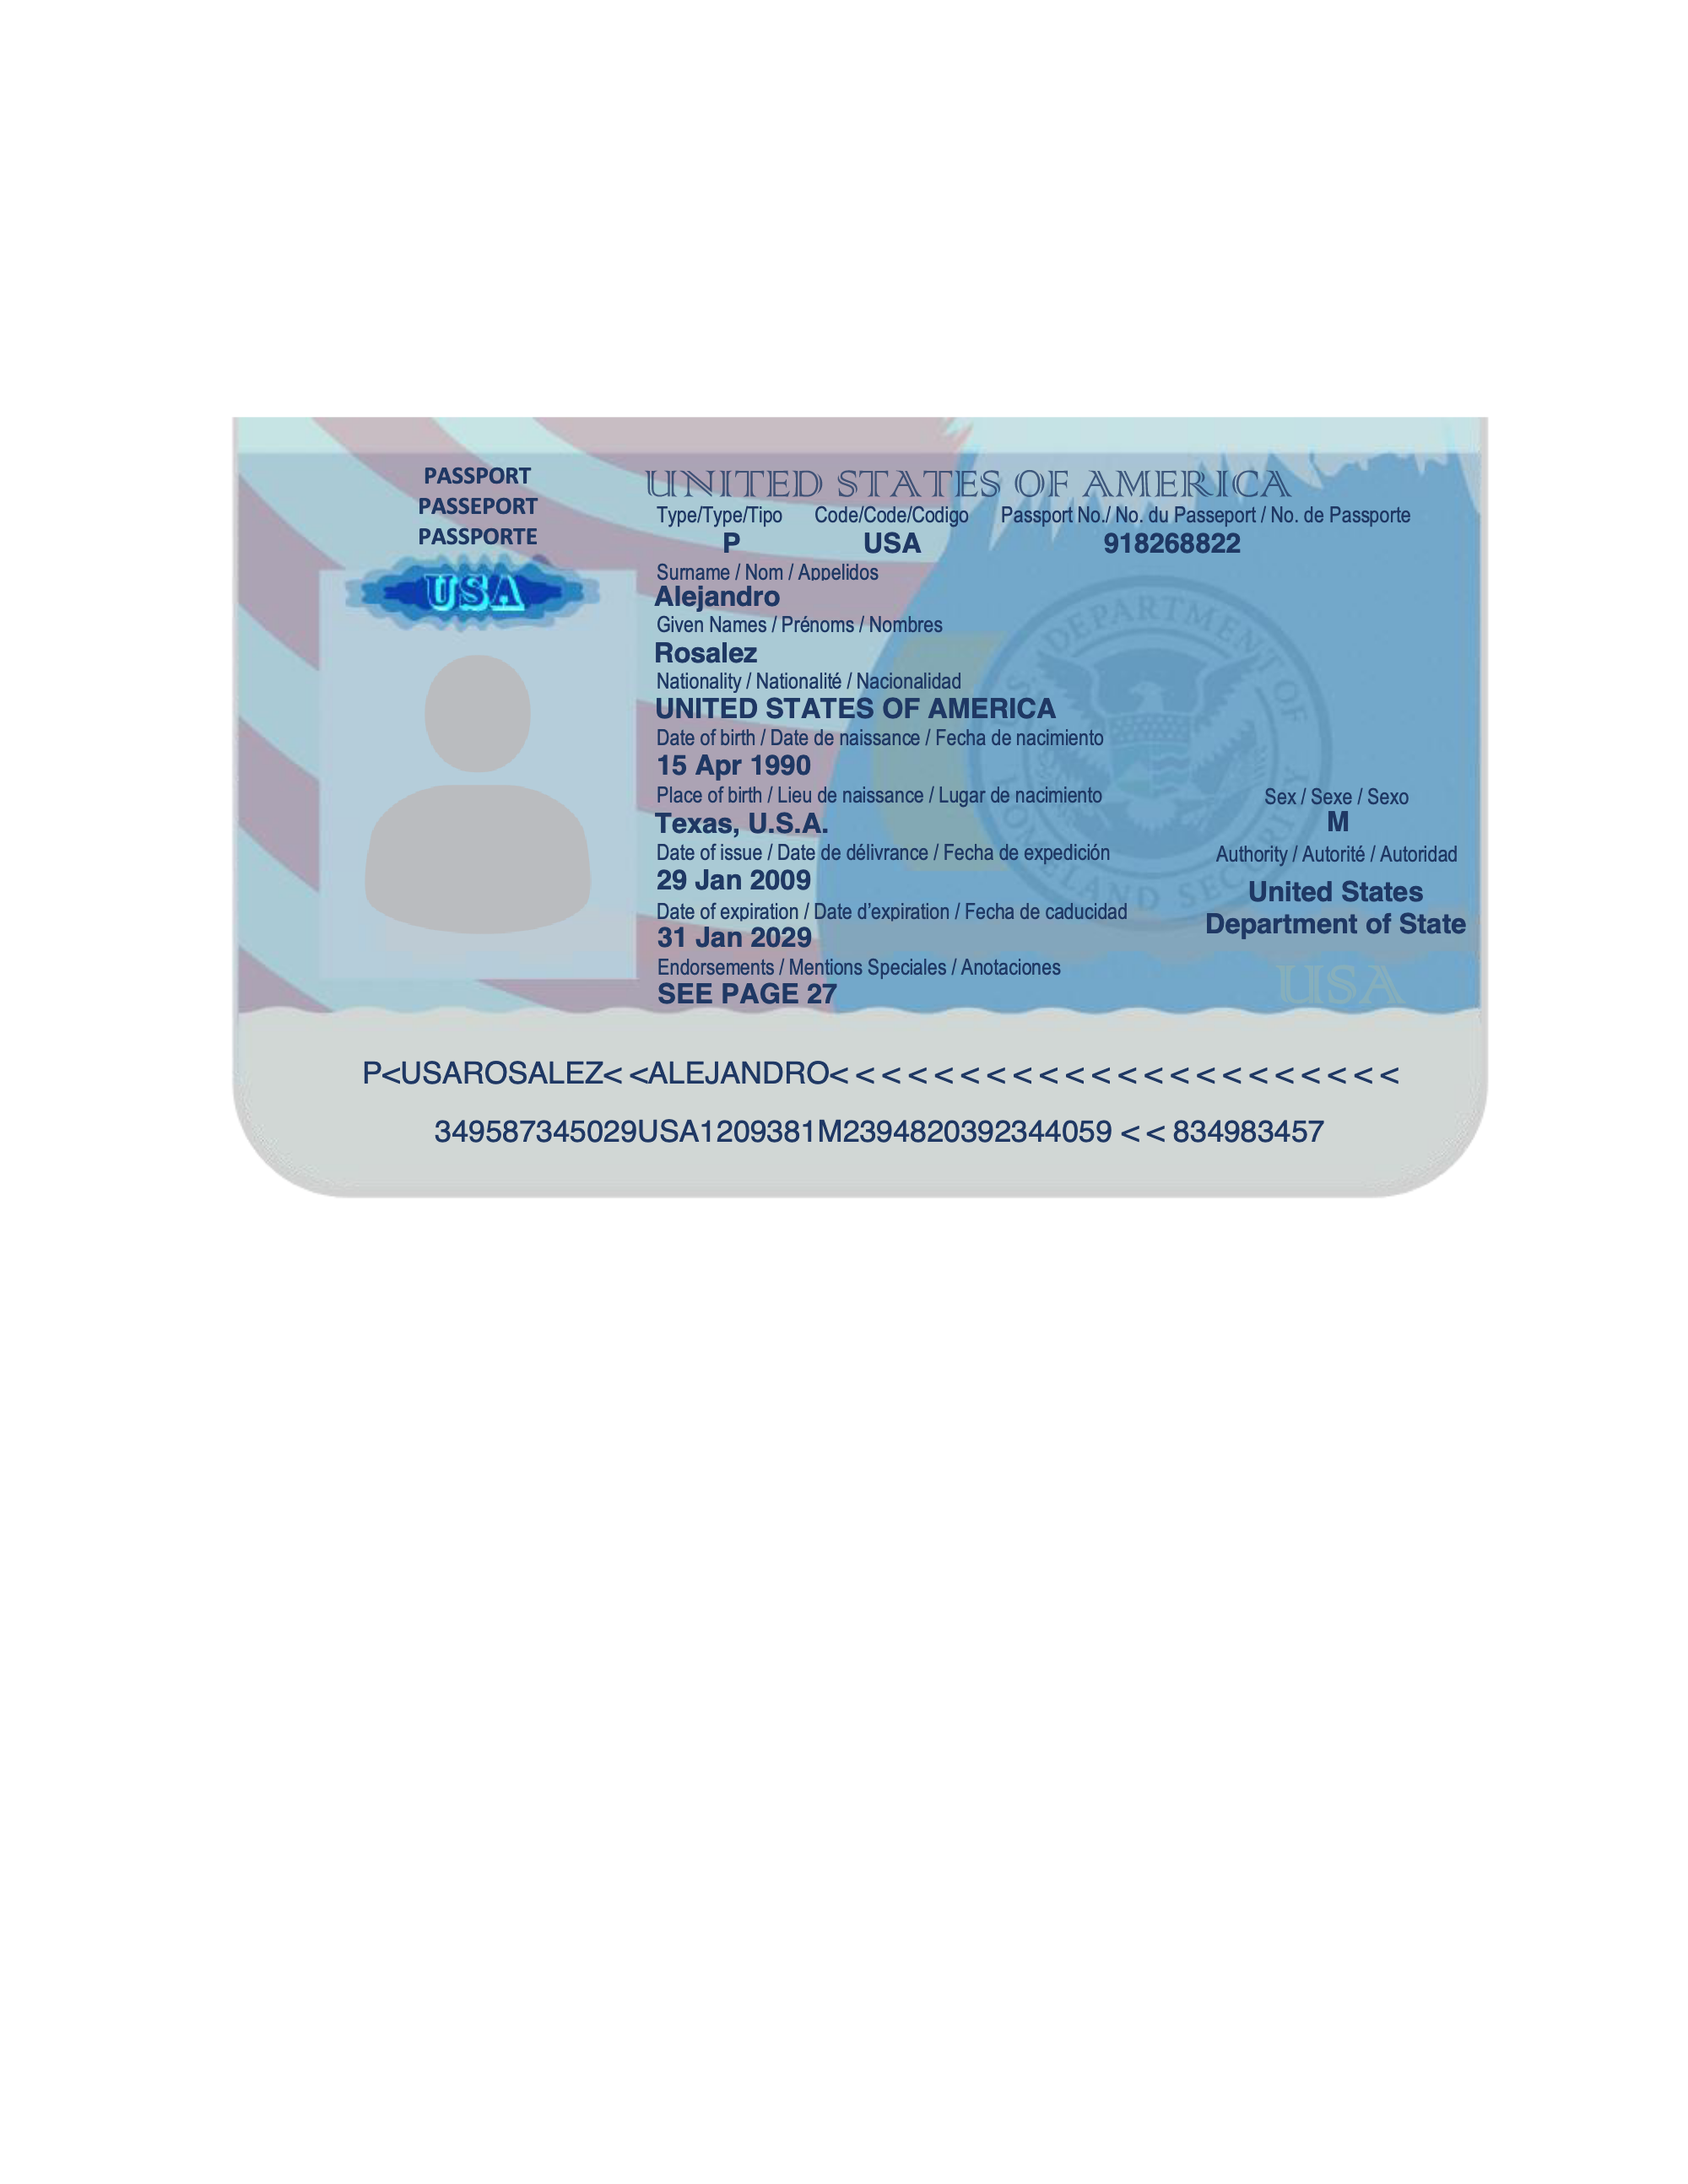 PASSPORT
PASSEPORT
PASSPORTE
USA
UNITED STATES OF AMERICA
Type/Type/Tipo Code/Code/Codigo Passport No./ No. du Passeport / No. de Passporte
P USA 918268822
Surname / Nom / Appelidos
Alejandro
Given Names / Prénoms / Nombres
Rosalez
Nationality / Nationalité / Nacionalidad
UNITED STATES OF AMERICA
Date of birth / Date de naissance / Fecha de nacimiento
15 Apr 1990
Place of birth / Lieu de naissance / Lugar de nacimiento
Texas, U.S.A.
Date of issue / Date de délivrance / Fecha de expedición
29 Jan 2009
Date of expiration / Date d’expiration / Fecha de caducidad
31 Jan 2029
Endorsements / Mentions Speciales / Anotaciones
SEE PAGE 27
Sex / Sexe / Sexo
M
Authority / Autorité / Autoridad
United States
Department of State
U.S. DEPARTMENT OF
HOMELAND SECURITY
USA
P<USAROSALEZ<<ALEJANDRO<<<<<<<<<<<<<<<<<<<<<<
349587345029USA1209381M2394820392344059 << 834983457